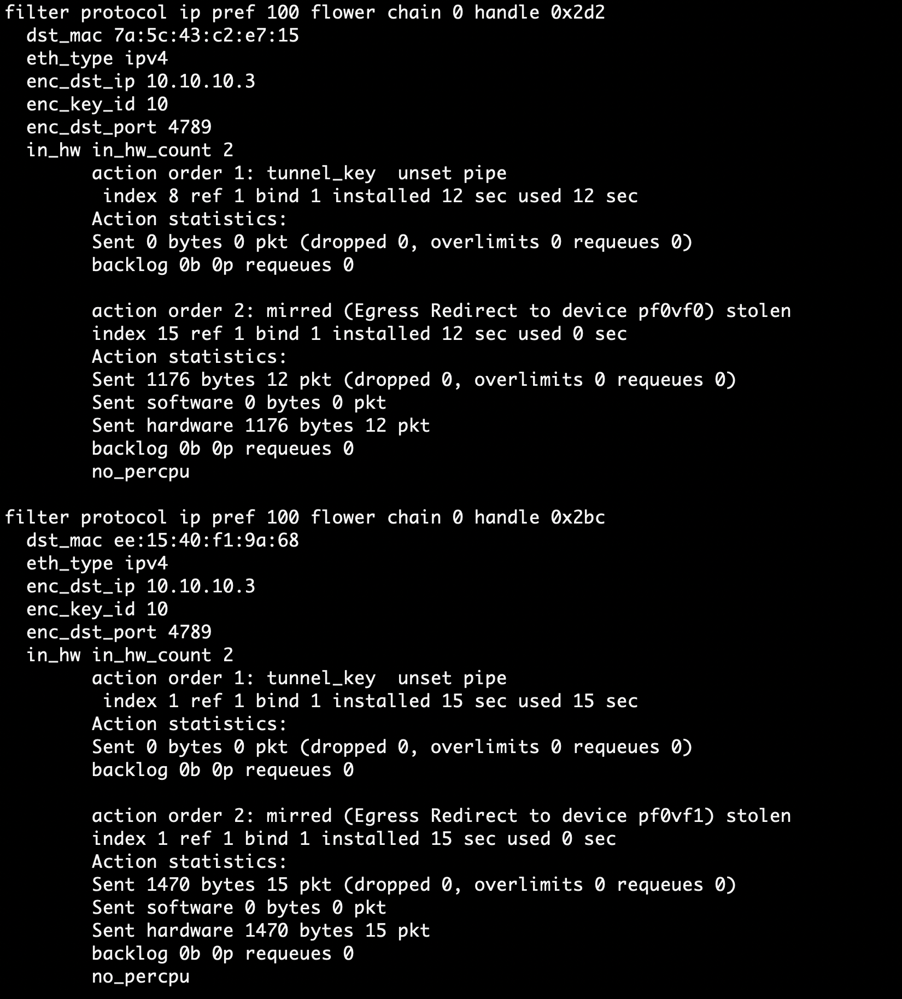 filter protocol ip pref 100 flower chain 0 handle 0x2d2
  dst_mac 7a:5c:43:c2:e7:15
  eth_type ipv4
  enc_dst_ip 10.10.10.3
  enc_key_id 10
  enc_dst_port 4789
  in_hw in_hw_count 2
        action order 1: tunnel_key  unset pipe
         index 8 ref 1 bind 1 installed 12 sec used 12 sec
        Action statistics:
        Sent 0 bytes 0 pkt (dropped 0, overlimits 0 requeues 0)
        backlog 0b 0p requeues 0

        action order 2: mirred (Egress Redirect to device pf0vf0) stolen
        index 15 ref 1 bind 1 installed 12 sec used 0 sec
        Action statistics:
        Sent 1176 bytes 12 pkt (dropped 0, overlimits 0 requeues 0)
        Sent software 0 bytes 0 pkt
        Sent hardware 1176 bytes 12 pkt
        backlog 0b 0p requeues 0
        no_percpu

filter protocol ip pref 100 flower chain 0 handle 0x2bc
  dst_mac ee:15:40:f1:9a:68
  eth_type ipv4
  enc_dst_ip 10.10.10.3
  enc_key_id 10
  enc_dst_port 4789
  in_hw in_hw_count 2
        action order 1: tunnel_key  unset pipe
         index 1 ref 1 bind 1 installed 15 sec used 15 sec
        Action statistics:
        Sent 0 bytes 0 pkt (dropped 0, overlimits 0 requeues 0)
        backlog 0b 0p requeues 0

        action order 2: mirred (Egress Redirect to device pf0vf1) stolen
        index 1 ref 1 bind 1 installed 15 sec used 0 sec
        Action statistics:
        Sent 1470 bytes 15 pkt (dropped 0, overlimits 0 requeues 0)
        Sent software 0 bytes 0 pkt
        Sent hardware 1470 bytes 15 pkt
        backlog 0b 0p requeues 0
        no_percpu